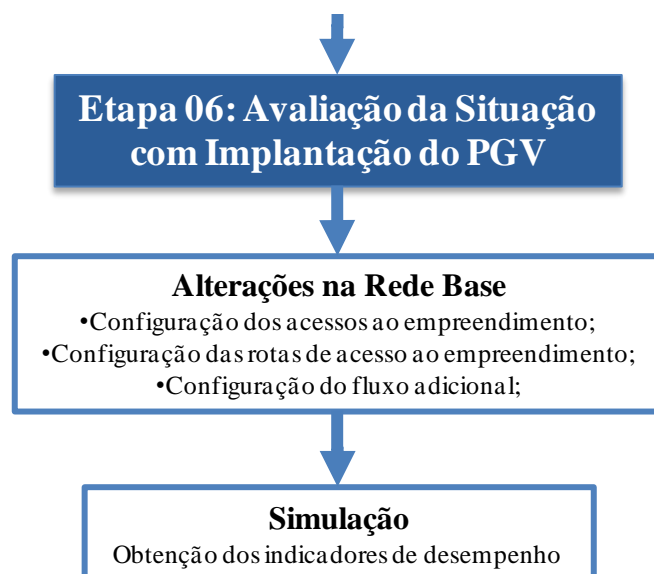 Etapa 06: Avaliação da Situação
com Implantação do PGV
Alterações na Rede Base
•Configuração dos acessos ao empreendimento;
•Configuração das rotas de acesso ao empreendimento;
•Configuração do fluxo adicional;
Simulação
Obtenção dos indicadores de desempenho